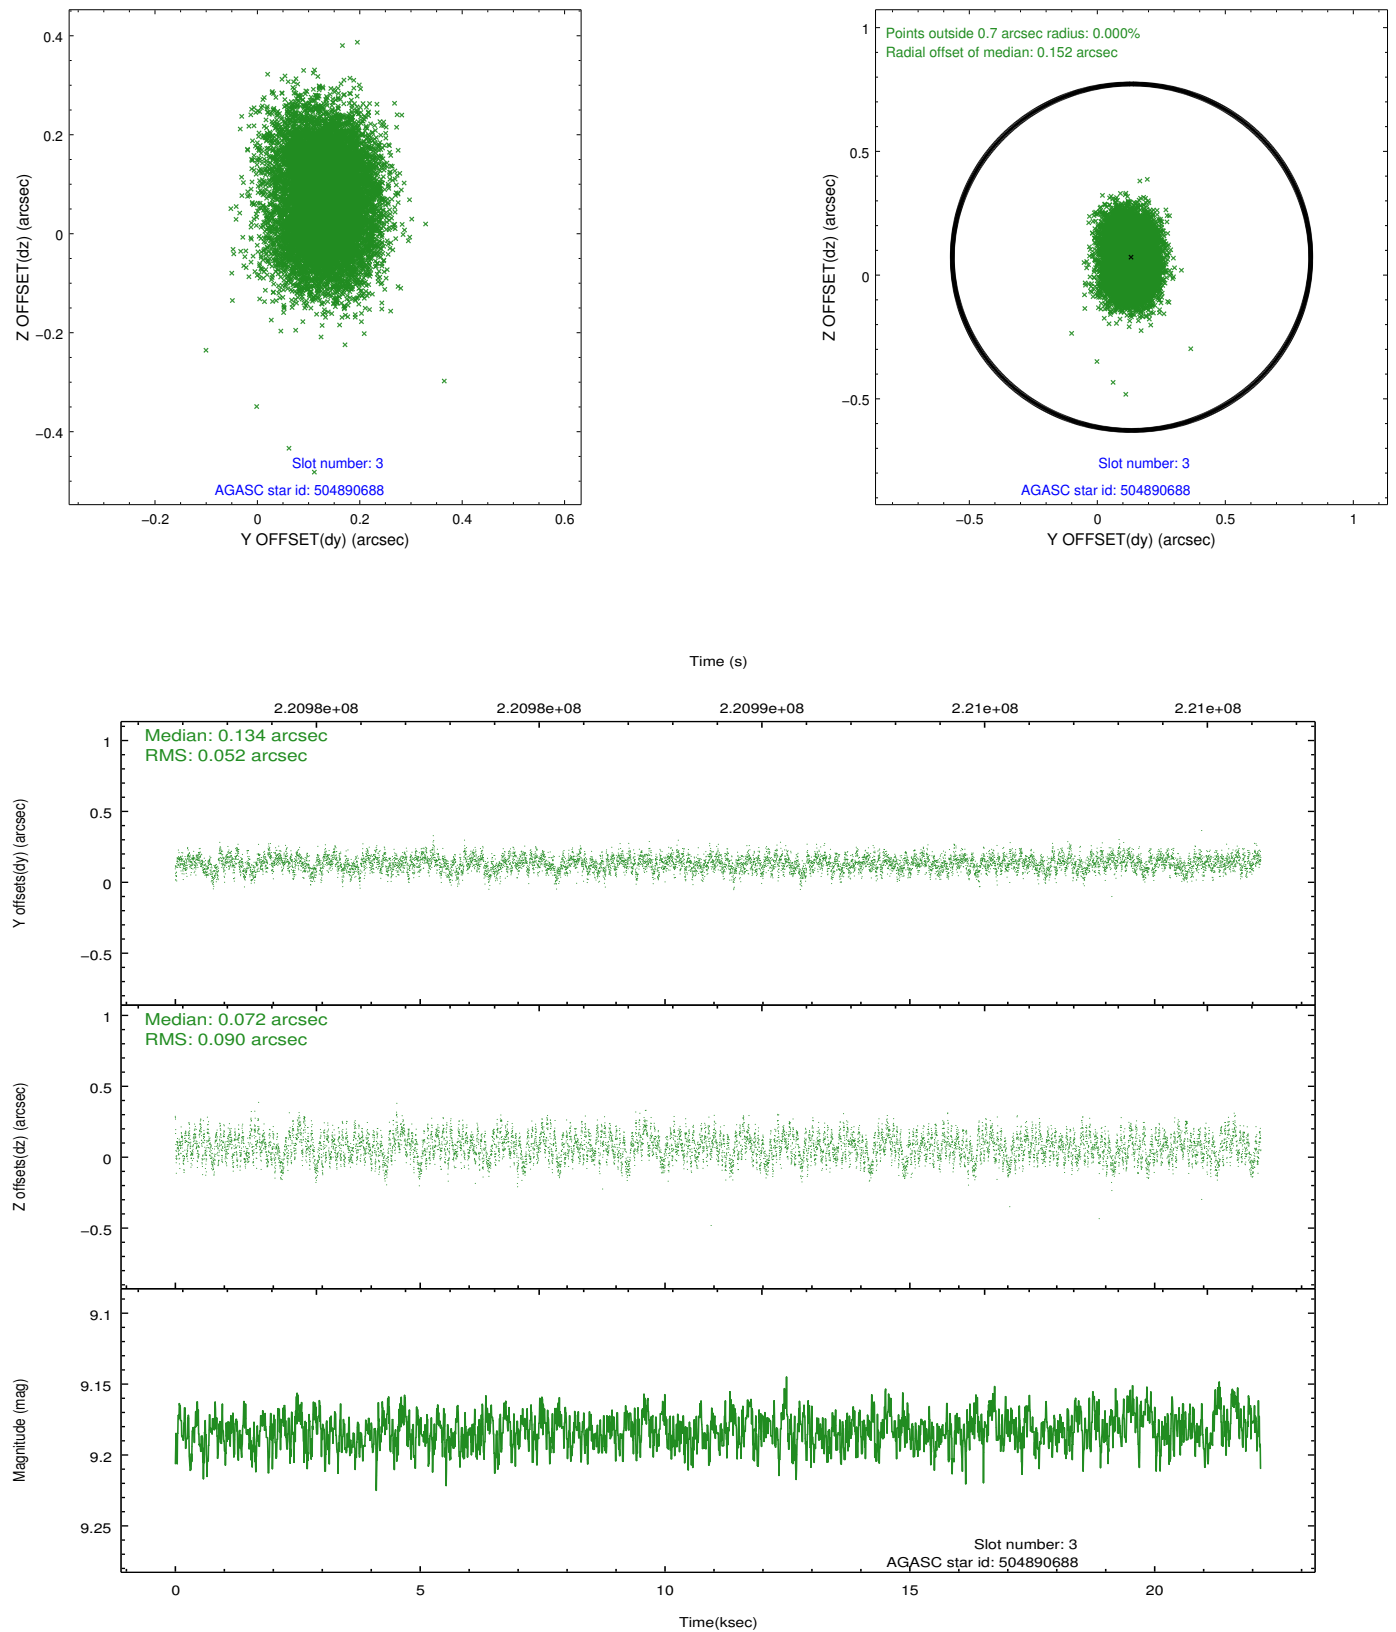 0.4
0.2
0
−0.2
−0.4
Z OFFSET(dz) (arcsec)
Slot number: 3
AGASC star id: 504890688
−0.2 0 0.2 0.4 0.6
Y OFFSET(dy) (arcsec)
Points outside 0.7 arcsec radius: 0.000%
Radial offset of median: 0.152 arcsec
1
0.5
0
−0.5
Z OFFSET(dz) (arcsec)
Slot number: 3
AGASC star id: 504890688
−0.5 0 0.5 1
Y OFFSET(dy) (arcsec)
Time (s)
2.2098e+08 2.2098e+08 2.2099e+08 2.21e+08 2.21e+08
Median: 0.134 arcsec
RMS: 0.052 arcsec
1
0.5
0
−0.5
Y offsets(dy) (arcsec)
Median: 0.072 arcsec
RMS: 0.090 arcsec
1
0.5
0
−0.5
Z offsets(dz) (arcsec)
9.1
9.15
9.2
9.25
Magnitude (mag)
Slot number: 3
AGASC star id: 504890688
0 5 10 15 20
Time(ksec)